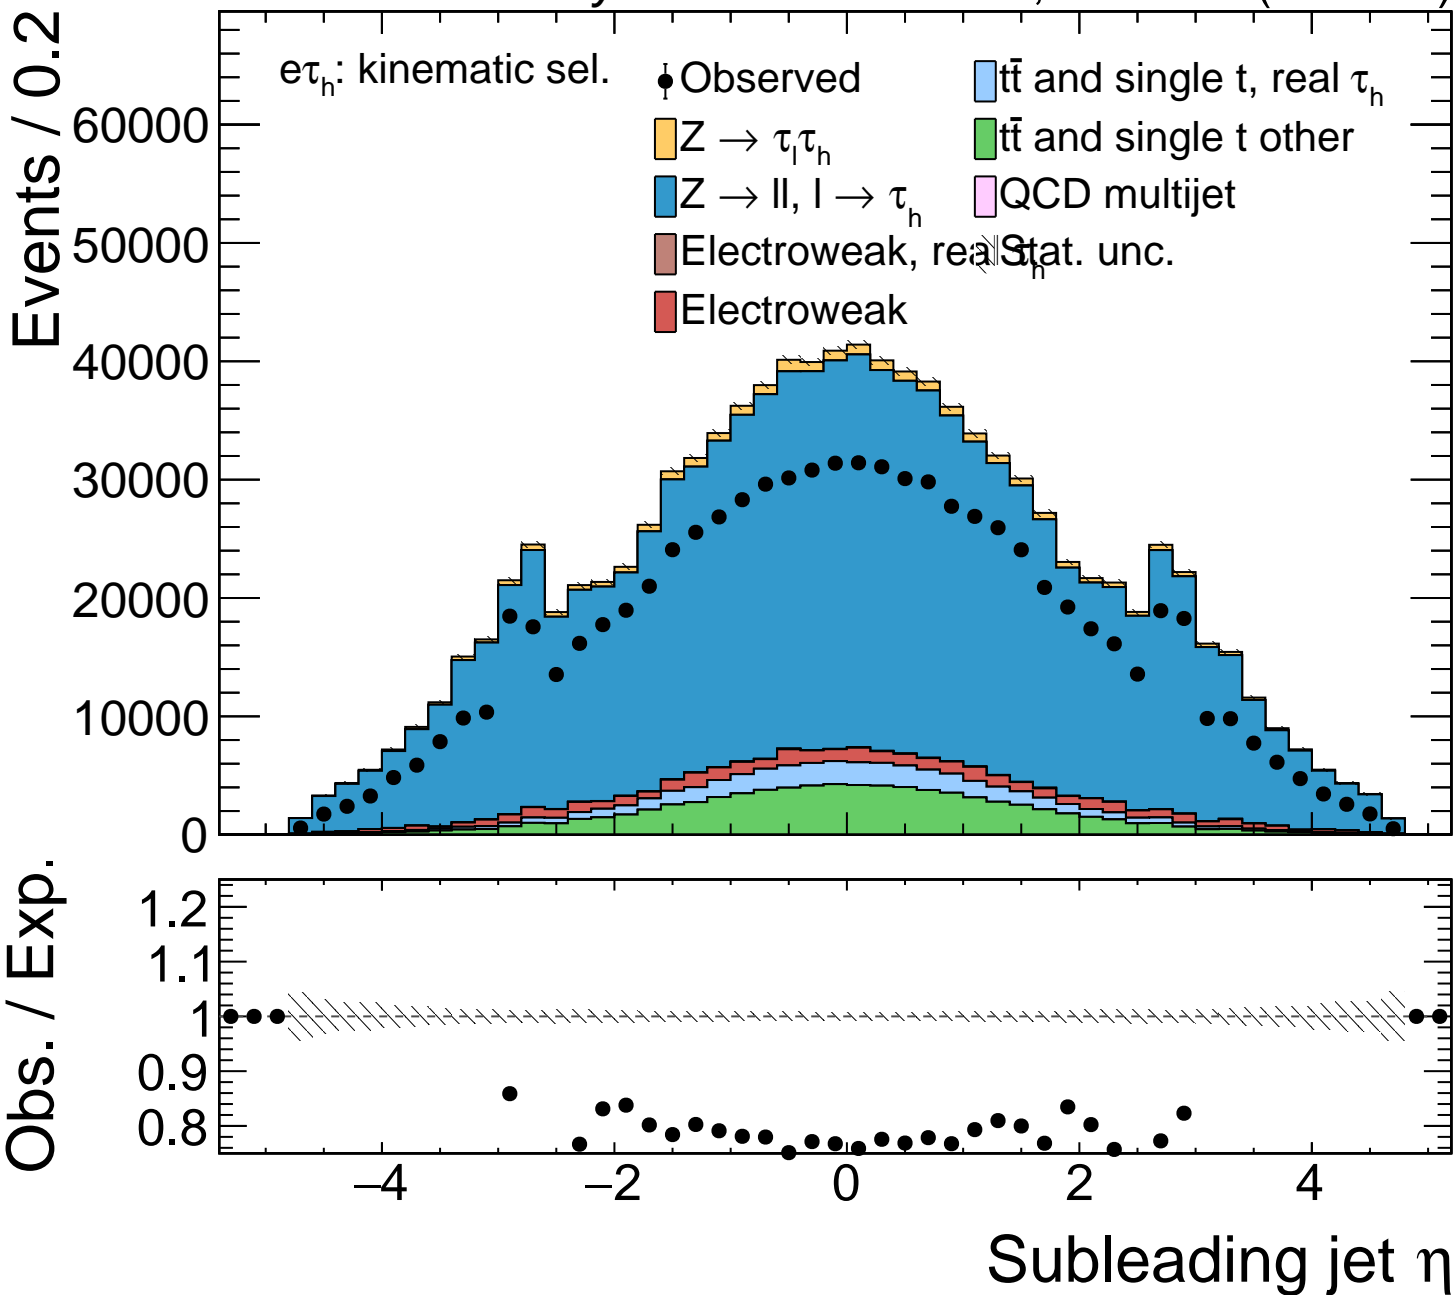 Events / 0.2
eτh: kinematic sel.
Observed
Z → τlτh
Z → ll, l → τh
Electroweak, real τh
Electroweak
tt̄ and single t, real τh
tt̄ and single t other
QCD multijet
Stat. unc.
60000
50000
40000
30000
20000
10000
0
Obs. / Exp.
1.2
1.1
1
0.9
0.8
−4
−2
0
2
4
Subleading jet η